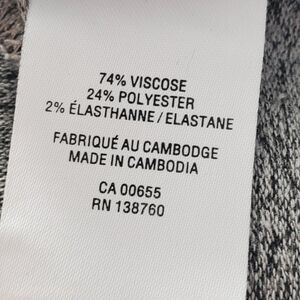 74% VISCOSE
24% POLYESTER
2% ÉLASTHANNE / ELASTANE
FABRIQUÉ AU CAMBODGE
MADE IN CAMBODIA
CA 00655
RN 138760